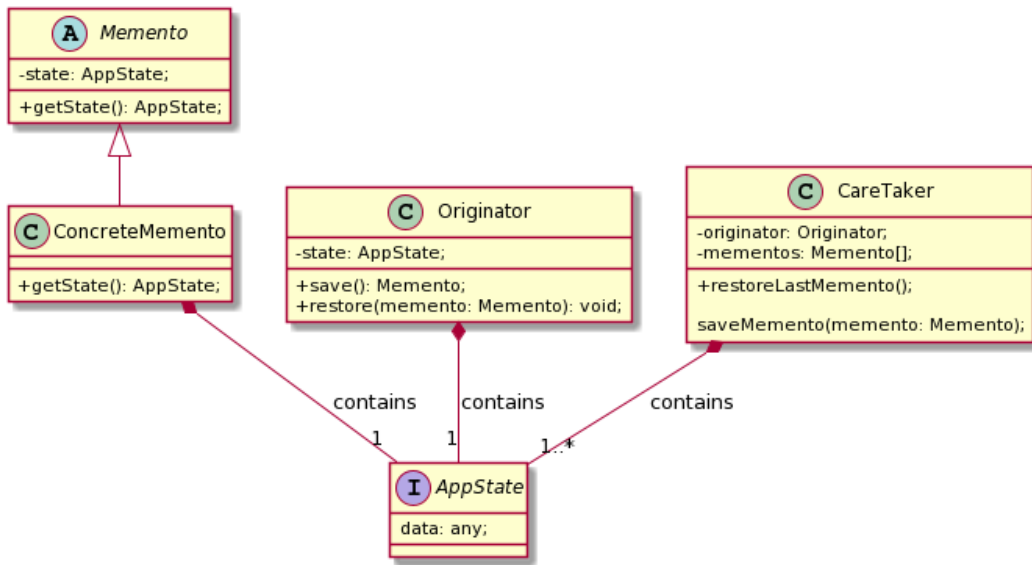 A Memento
-state: AppState;
+getState(): AppState;
C ConcreteMemento
+getState(): AppState;
C Originator
-state: AppState;
+save(): Memento;
+restore(memento: Memento): void;
C CareTaker
-originator: Originator;
-mementos: Memento[];
+restoreLastMemento();
saveMemento(memento: Memento);
contains
1
contains
1
contains
1..*
I AppState
data: any;